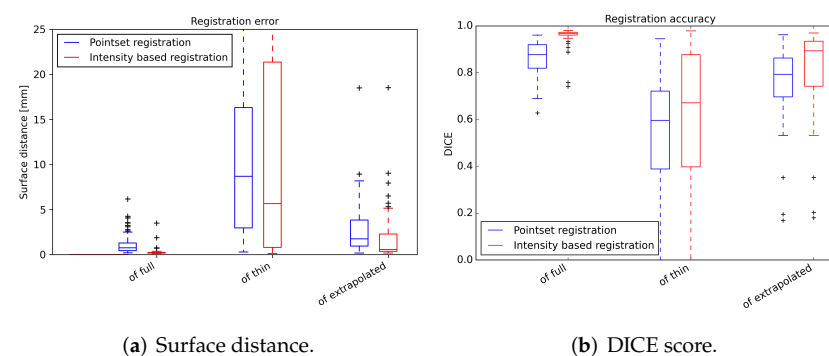 Registration error
Surface distance [mm]
25
20
15
10
5
0
Pointset registration
Intensity based registration
of full
of thin
of extrapolated
(a) Surface distance.
Registration accuracy
DICE
1.0
0.8
0.6
0.4
0.2
0.0
Pointset registration
Intensity based registration
of full
of thin
of extrapolated
(b) DICE score.